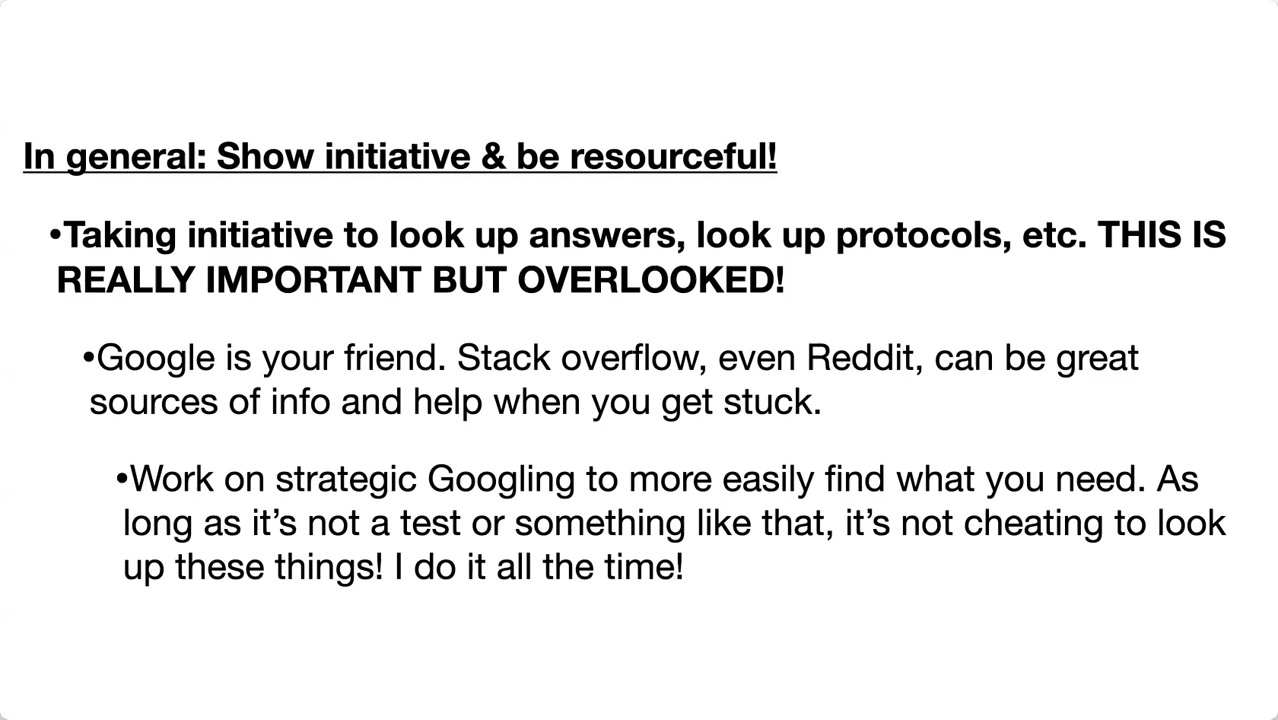 In general: Show initiative & be resourceful!
•Taking initiative to look up answers, look up protocols, etc. THIS IS
REALLY IMPORTANT BUT OVERLOOKED!
•Google is your friend. Stack overflow, even Reddit, can be great
sources of info and help when you get stuck.
•Work on strategic Googling to more easily find what you need. As
long as it’s not a test or something like that, it’s not cheating to look
up these things! I do it all the time!